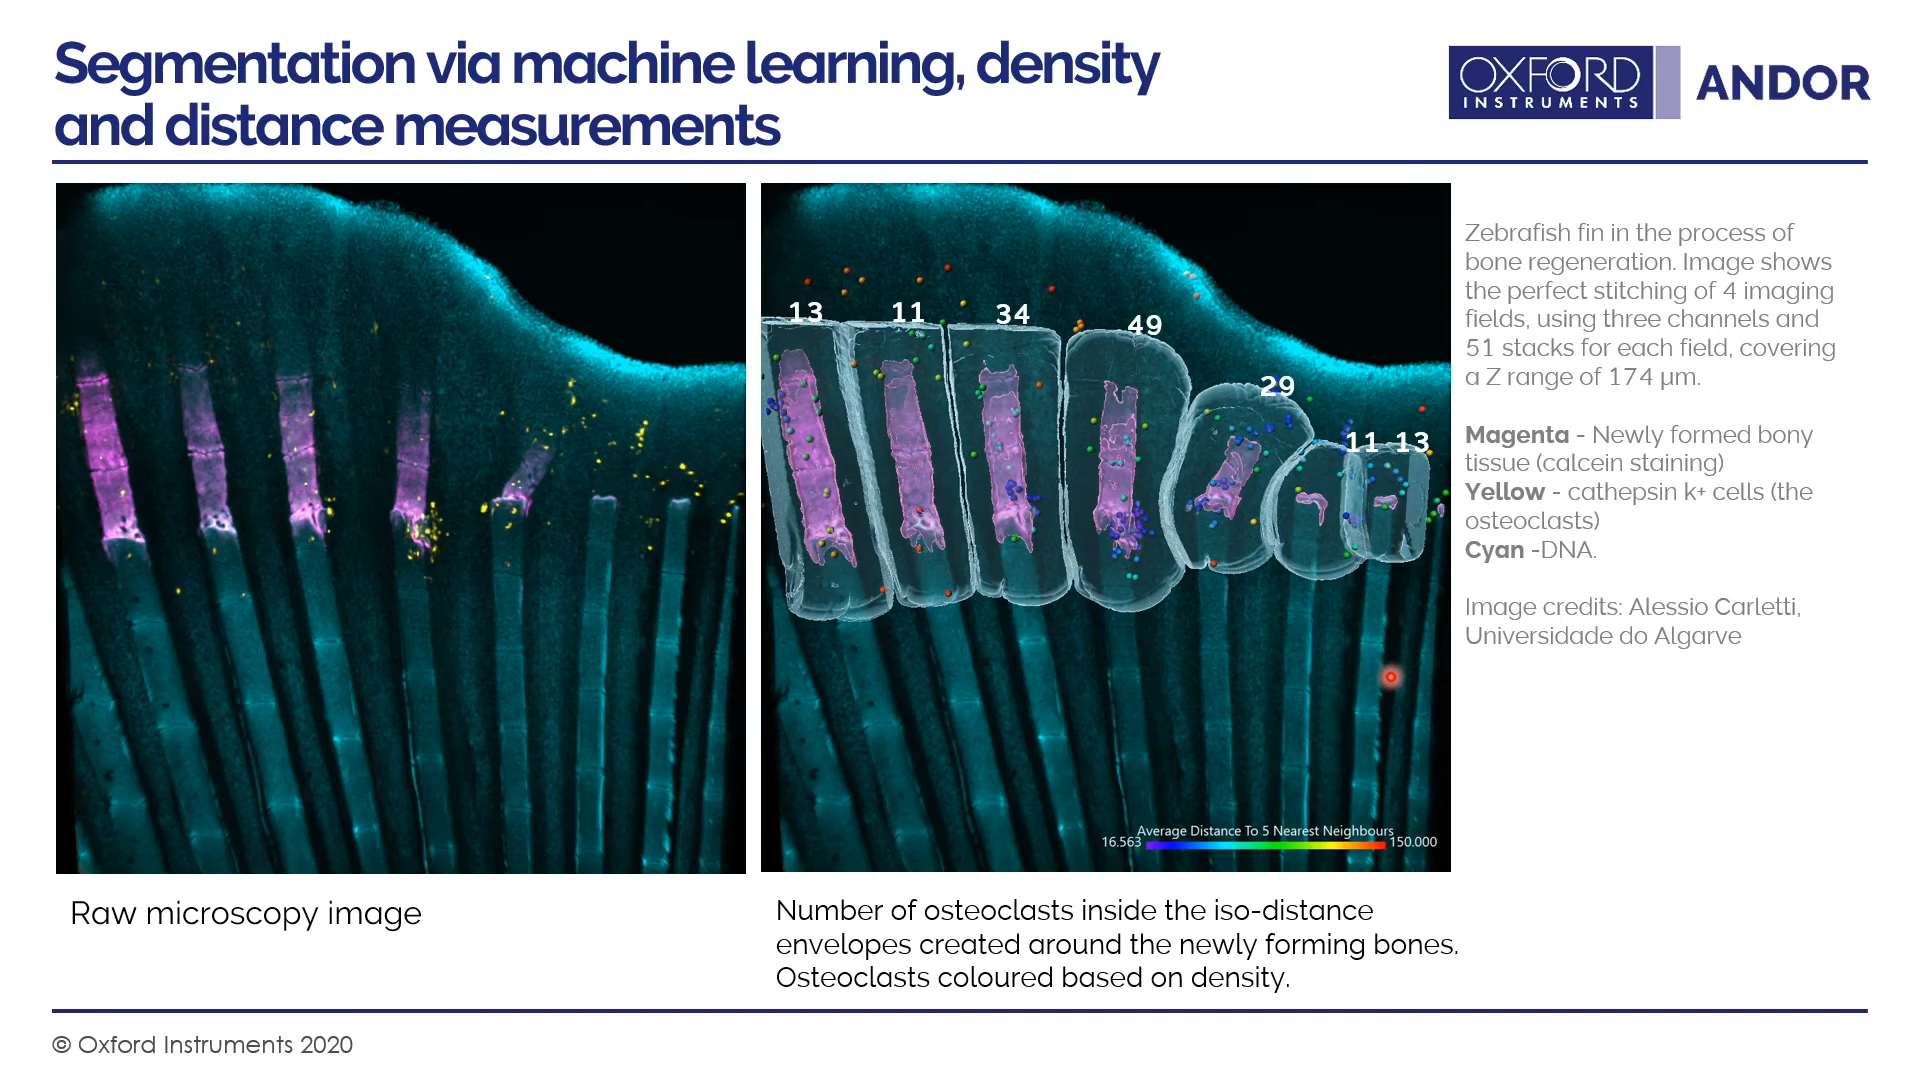 Segmentation via machine learning, density
and distance measurements
OXFORD
INSTRUMENTS
ANDOR
13
11
34
49
29
11
13
Average Distance To 5 Nearest Neighbours
16.563
150.000
Zebrafish fin in the process of
bone regeneration. Image shows
the perfect stitching of 4 imaging
fields, using three channels and
51 stacks for each field, covering
a Z range of 174 µm.
Magenta - Newly formed bony
tissue (calcein staining)
Yellow - cathepsin k+ cells (the
osteoclasts)
Cyan -DNA.
Image credits: Alessio Carletti,
Universidade do Algarve
Raw microscopy image
Number of osteoclasts inside the iso-distance
envelopes created around the newly forming bones.
Osteoclasts coloured based on density.
© Oxford Instruments 2020